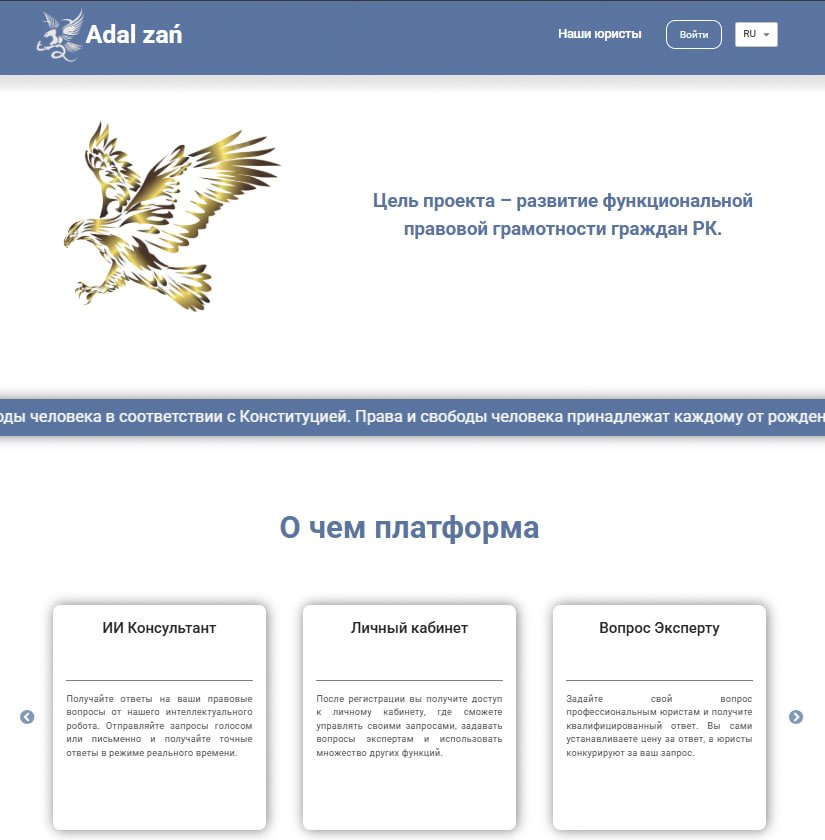 Adal zań
Наши юристы
Войти
RU
Цель проекта – развитие функциональной
правовой грамотности граждан РК.
человека в соответствии с Конституцией. Права и свободы человека принадлежат каждому от
О чем платформа
ИИ Консультант
Получайте ответы на ваши правовые
вопросы от нашего интеллектуального
робота. Отправляйте запросы голосом
или письменно и получайте точные
ответы в режиме реального времени.
Личный кабинет
После регистрации вы получите доступ
к личному кабинету, где сможете
управлять своими запросами, задавать
вопросы экспертам и использовать
множество других функций.
Вопрос Эксперту
Задайте свой вопрос
профессиональным юристам и получите
квалифицированный ответ. Вы сами
устанавливаете цену за ответ, а юристы
конкурируют за ваш запрос.